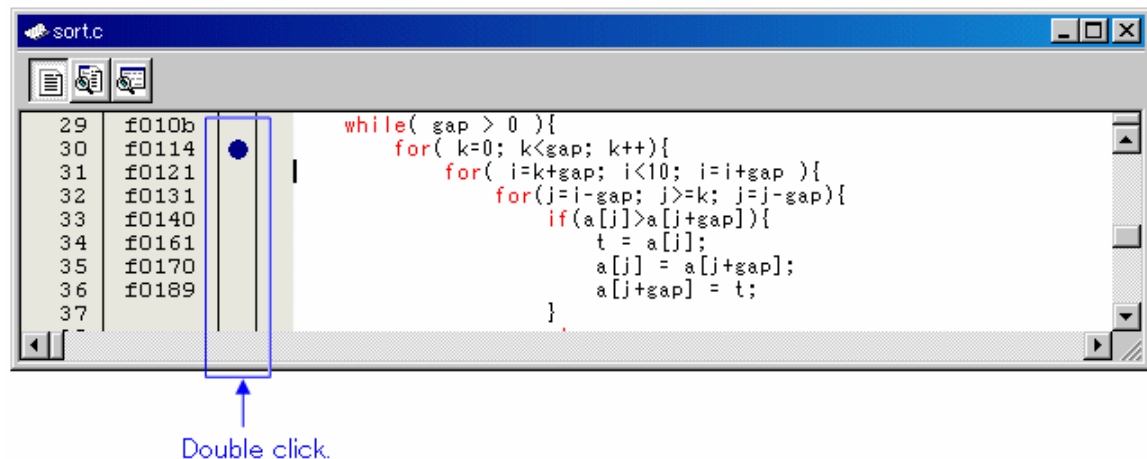 sort.c
29 f010b while( gap > 0 ){
30 f0114 for( k=0; k<gap; k++){
31 f0121 for( i=k+gap; i<10; i=i+gap ){
32 f0131 for(j=i-gap; j>=k; j=j-gap){
33 f0140 if(a[j]>a[j+gap]){
34 f0161 t = a[j];
35 f0170 a[j] = a[j+gap];
36 f0189 a[j+gap] = t;
37 }
Double click.